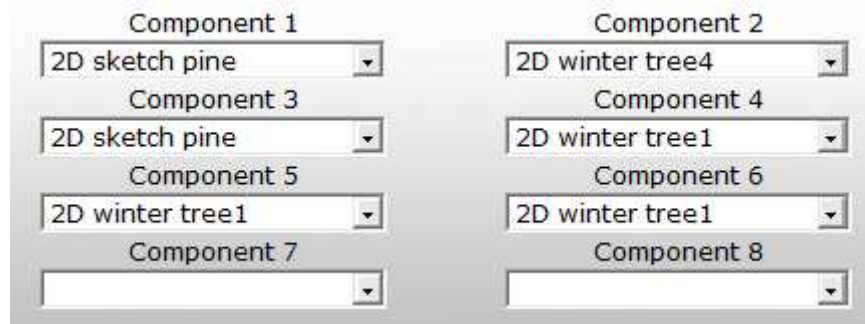 Component 1 Component 2
2D sketch pine 2D winter tree4
Component 3 Component 4
2D sketch pine 2D winter tree1
Component 5 Component 6
2D winter tree1 2D winter tree1
Component 7 Component 8